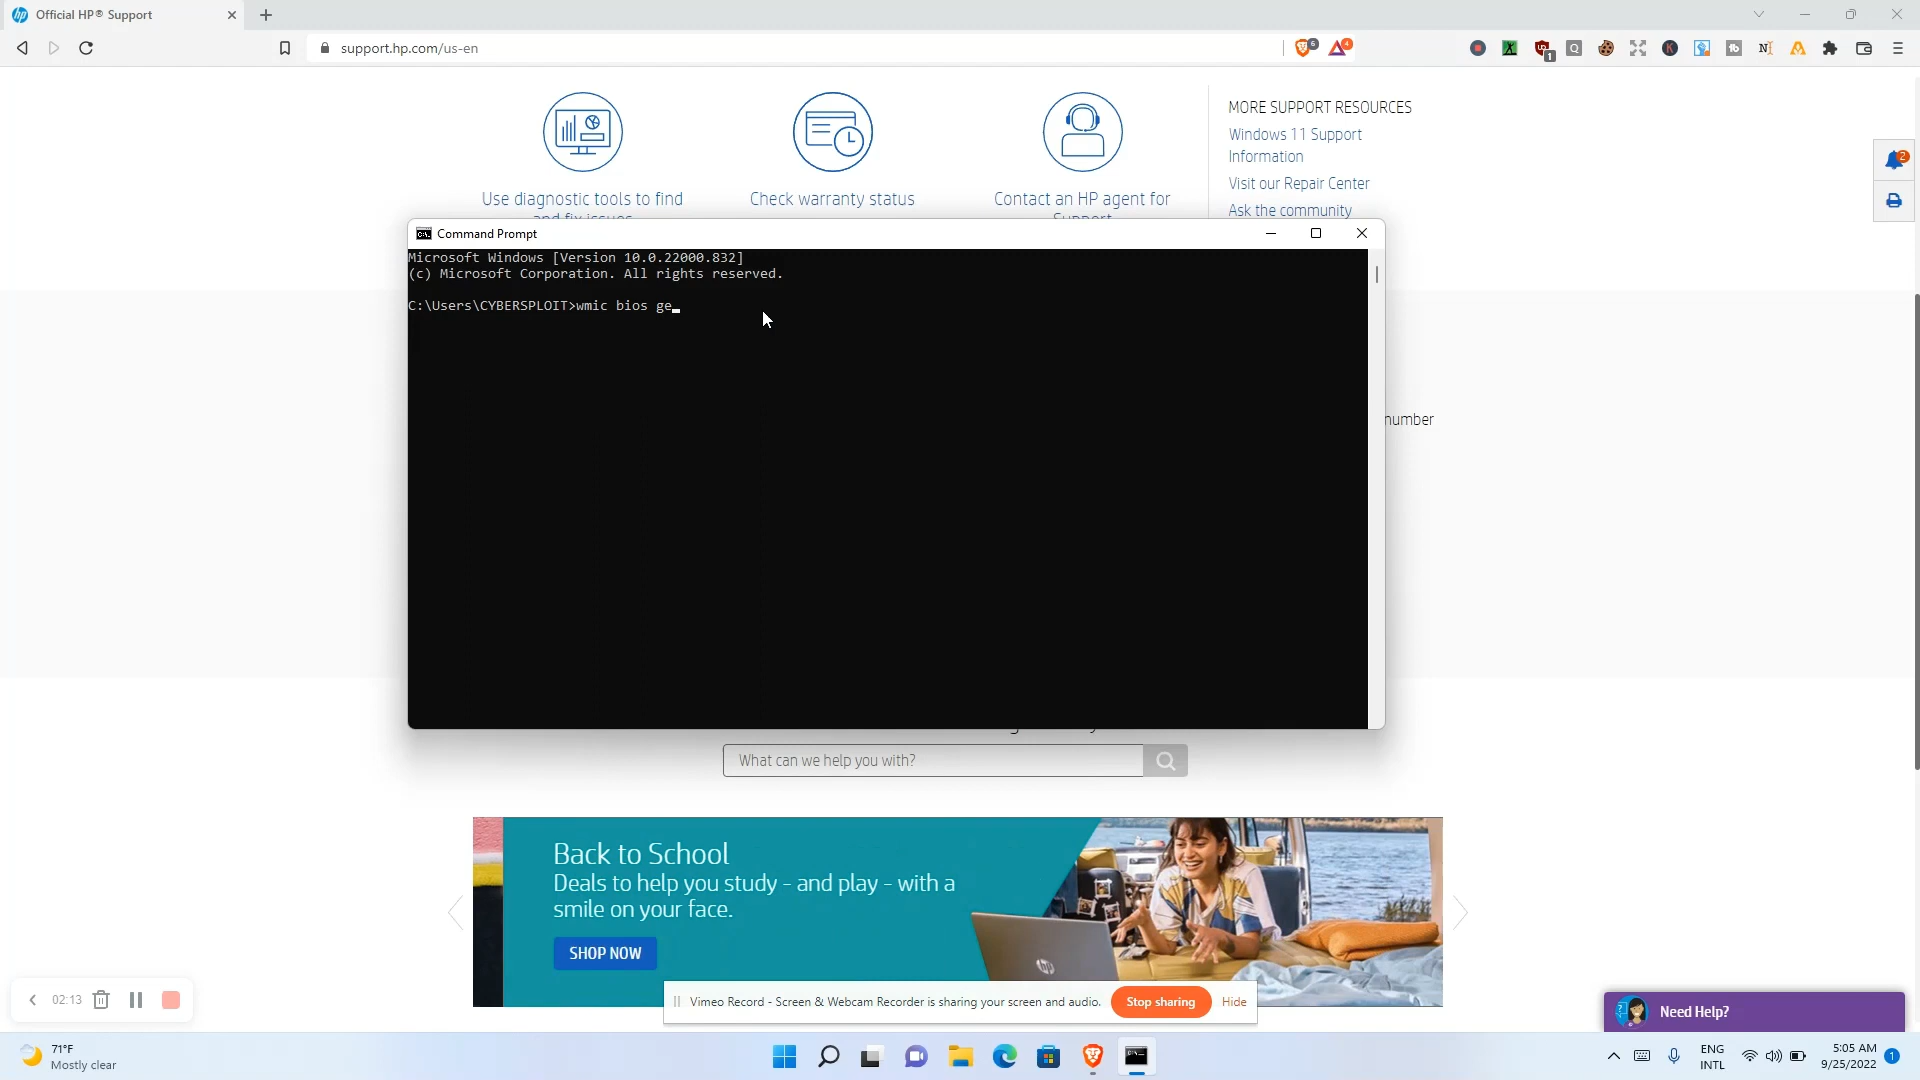 Official HP® Support
support.hp.com/us-en
Use diagnostic tools to find
and fix issues
Check warranty status
Contact an HP agent for
Support
MORE SUPPORT RESOURCES
Windows 11 Support
Information
Visit our Repair Center
Ask the community
Command Prompt
Microsoft Windows [Version 10.0.22000.832]
(c) Microsoft Corporation. All rights reserved.
C:\Users\CYBERSPLOIT>wmic bios ge
number
What can we help you with?
Back to School
Deals to help you study - and play - with a
smile on your face.
SHOP NOW
02:13
Vimeo Record - Screen & Webcam Recorder is sharing your screen and audio.
Stop sharing
Hide
Need Help?
71°F
Mostly clear
ENG
INTL
5:05 AM
9/25/2022
1